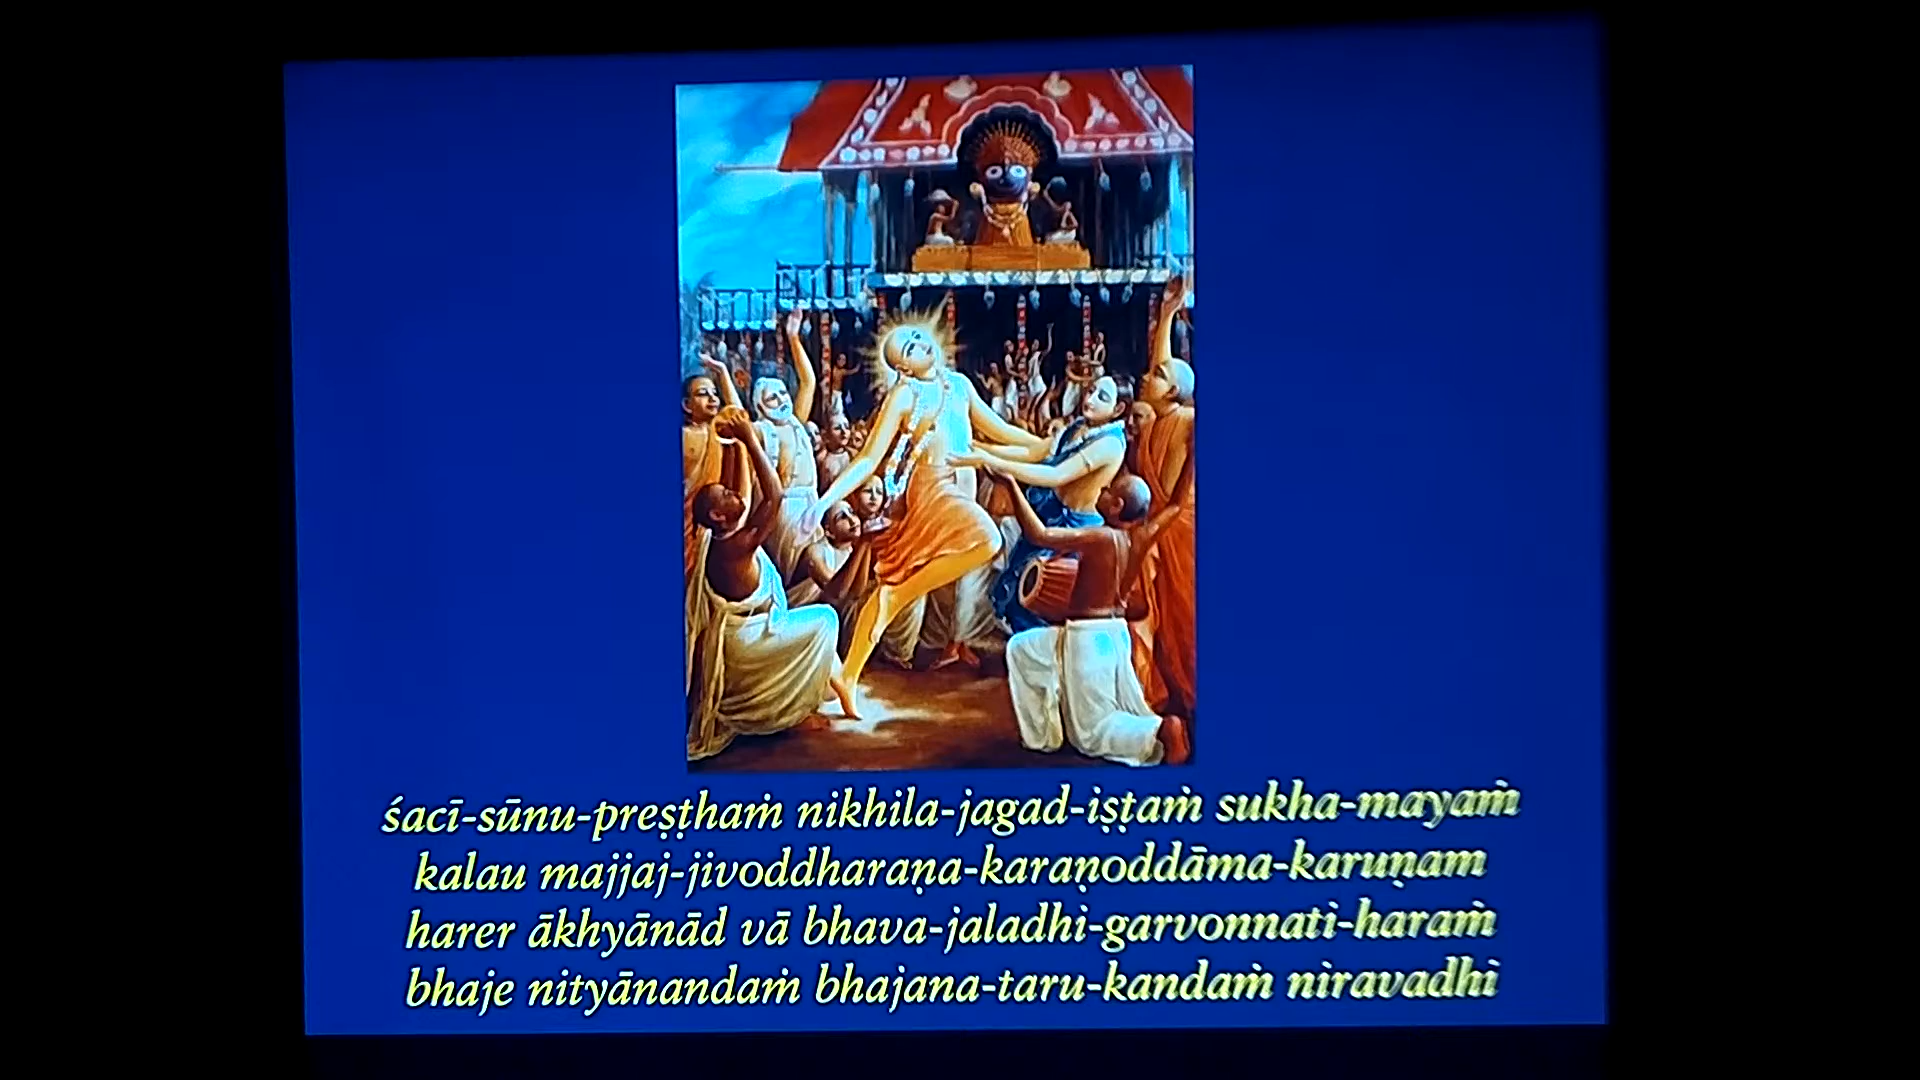 śacī-sūnu-preṣṭhaṁ nikhila-jagad-iṣṭaṁ sukha-mayaṁ
kalau majjaj-jivoddharaṇa-karaṇoddāma-karuṇam
harer ākhyānād vā bhava-jaladhi-garvonnati-haraṁ
bhaje nityānandaṁ bhajana-taru-kandaṁ niravadhi